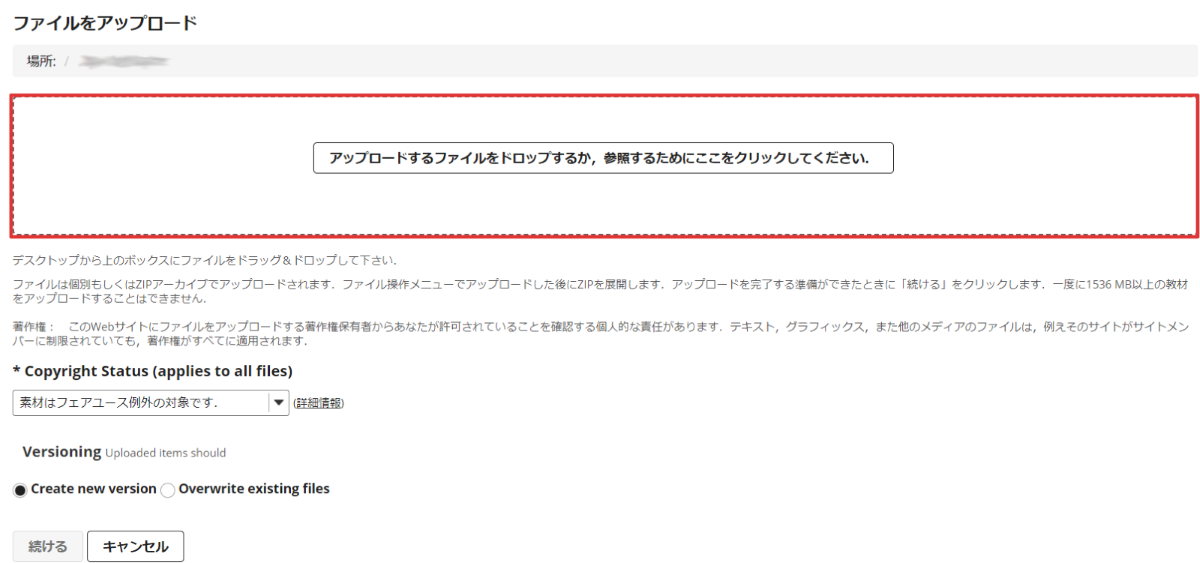 ファイルをアップロード
場所: /
アップロードするファイルをドロップするか，参照するためにここをクリックしてください．
デスクトップから上のボックスにファイルをドラッグ＆ドロップして下さい．
ファイルは個別もしくはZIPアーカイブでアップロードされます．ファイル操作メニューでアップロードした後にZIPを展開します．アップロードを完了する準備ができたときに「続ける」をクリックします．一度に1536 MB以上の教材
をアップロードすることはできません．
著作権：　このWebサイトにファイルをアップロードする著作権保有者からあなたが許可されていることを確認する個人的な責任があります．テキスト，グラフィックス，また他のメディアのファイルは，例えそのサイトがサイトメン
バーに制限されていても，著作権がすべてに適用されます．
* Copyright Status (applies to all files)
素材はフェアユース例外の対象です． (詳細情報)
Versioning Uploaded items should
Create new version Overwrite existing files
続ける キャンセル